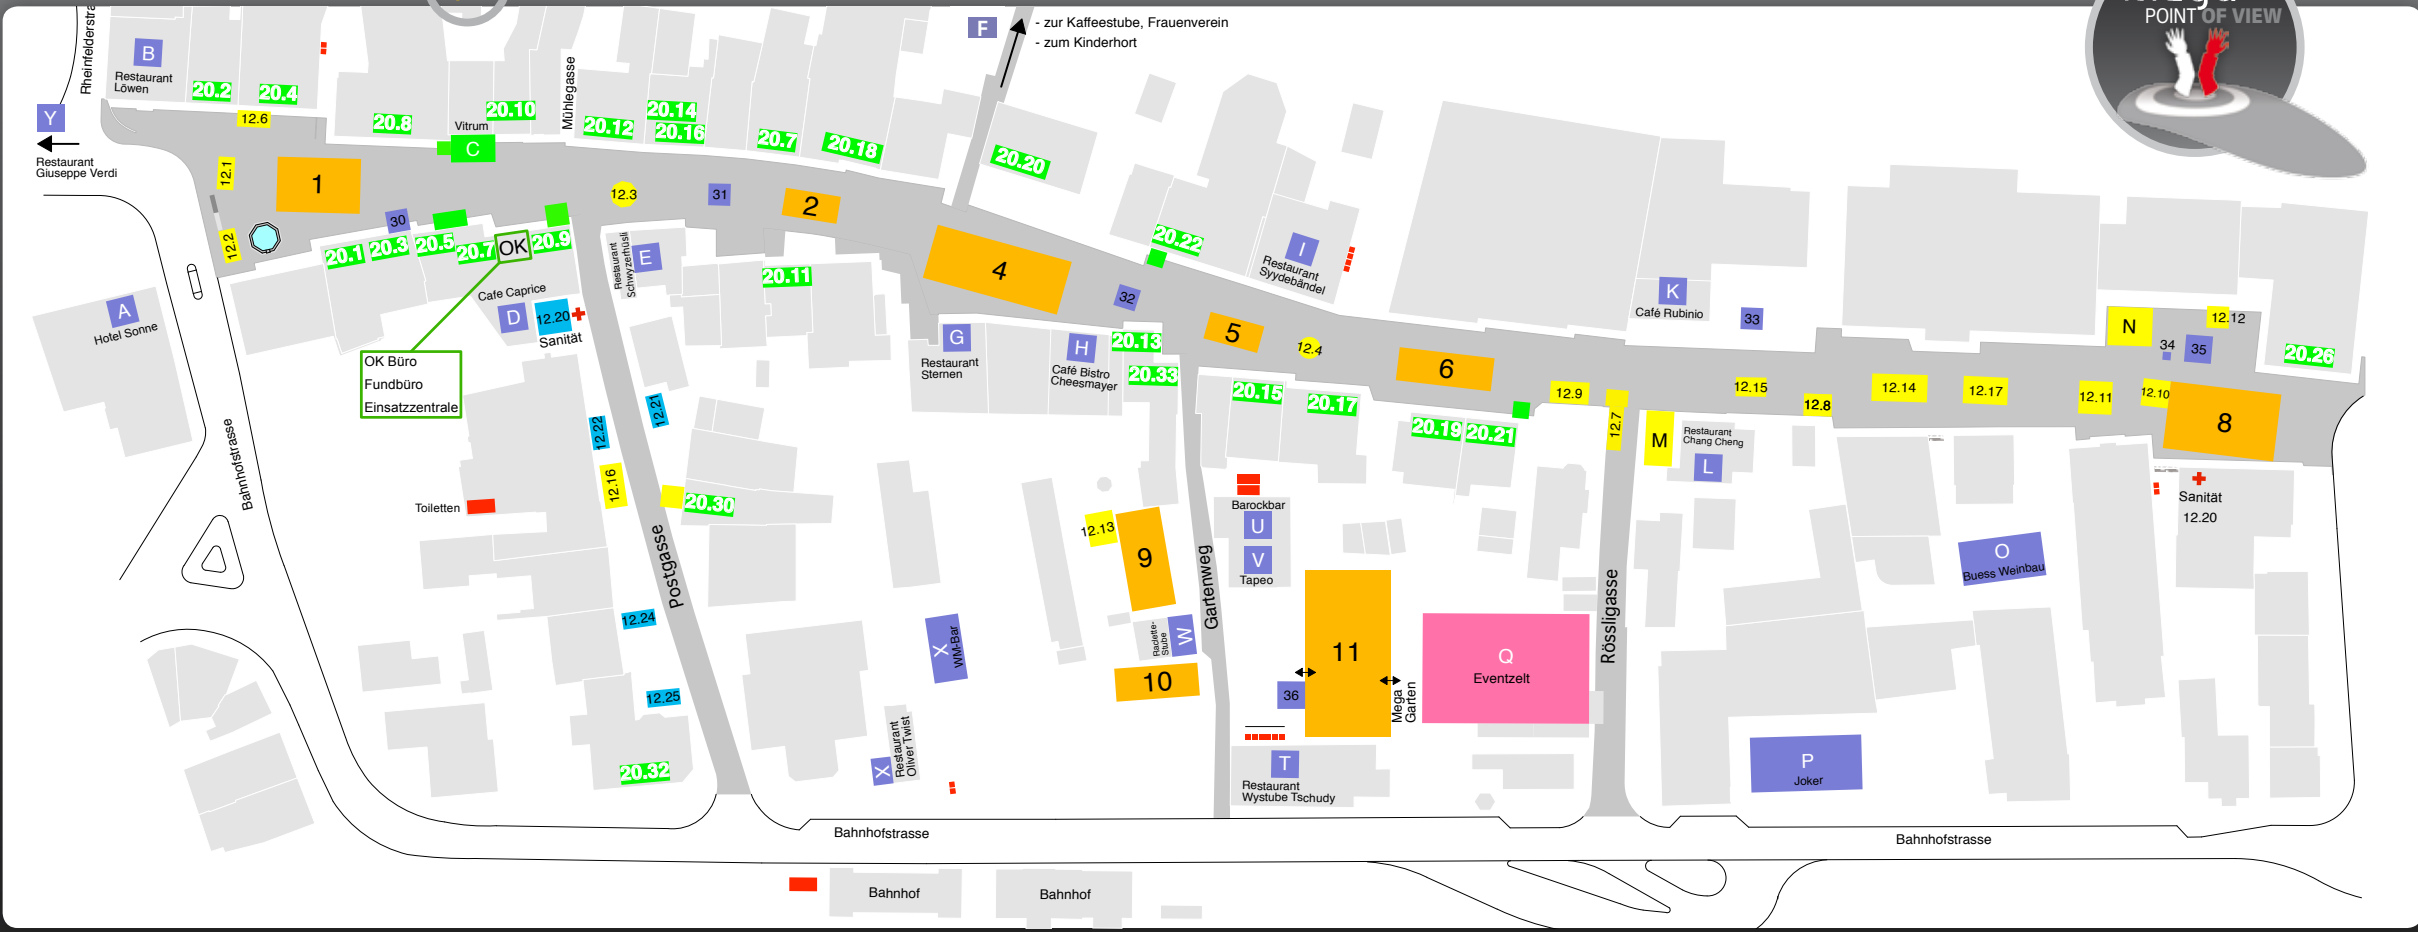 POINT OF VIEW
F
- zur Kaffeestube, Frauenverein
- zum Kinderhort
Rheinfelderstra
B
Restaurant
Löwen
20.2
20.4
Y
Restaurant
Giuseppe Verdi
12.6
20.8
Vitrum
C
20.10
Mühlegasse
20.12
20.14
20.16
20.7
20.18
20.20
12.1
1
12.2
30
12.3
31
2
20.1
20.3
20.5
20.7
OK
20.9
Restaurant
Schwyzerhüsli
E
20.11
4
32
20.22
I
Restaurant
Syydebändel
A
Hotel Sonne
Cafe Caprice
D
12.20
Sanität
OK Büro
Fundbüro
Einsatzzentrale
G
Restaurant
Sternen
H
Café Bistro
Cheesmayer
20.13
20.33
5
12.4
6
K
Café Rubinio
33
N
12.12
34
35
20.26
20.15
20.17
20.19
20.21
12.9
12.7
12.15
12.8
12.14
12.17
12.11
12.10
8
M
Restaurant
Chang Cheng
L
Bahnhofstrasse
12.22
12.21
12.16
Toiletten
20.30
Postgasse
12.24
12.25
20.32
12.13
9
Raclette-
Stube
W
10
Gartenweg
Barockbar
U
V
Tapeo
11
36
Mega
Garten
Q
Eventzelt
Rössligasse
O
Buess Weinbau
Sanität
12.20
X
WM-Bar
X
Restaurant
Oliver Twist
T
Restaurant
Wystube Tschudy
P
Joker
Bahnhofstrasse
Bahnhofstrasse
Bahnhof
Bahnhof